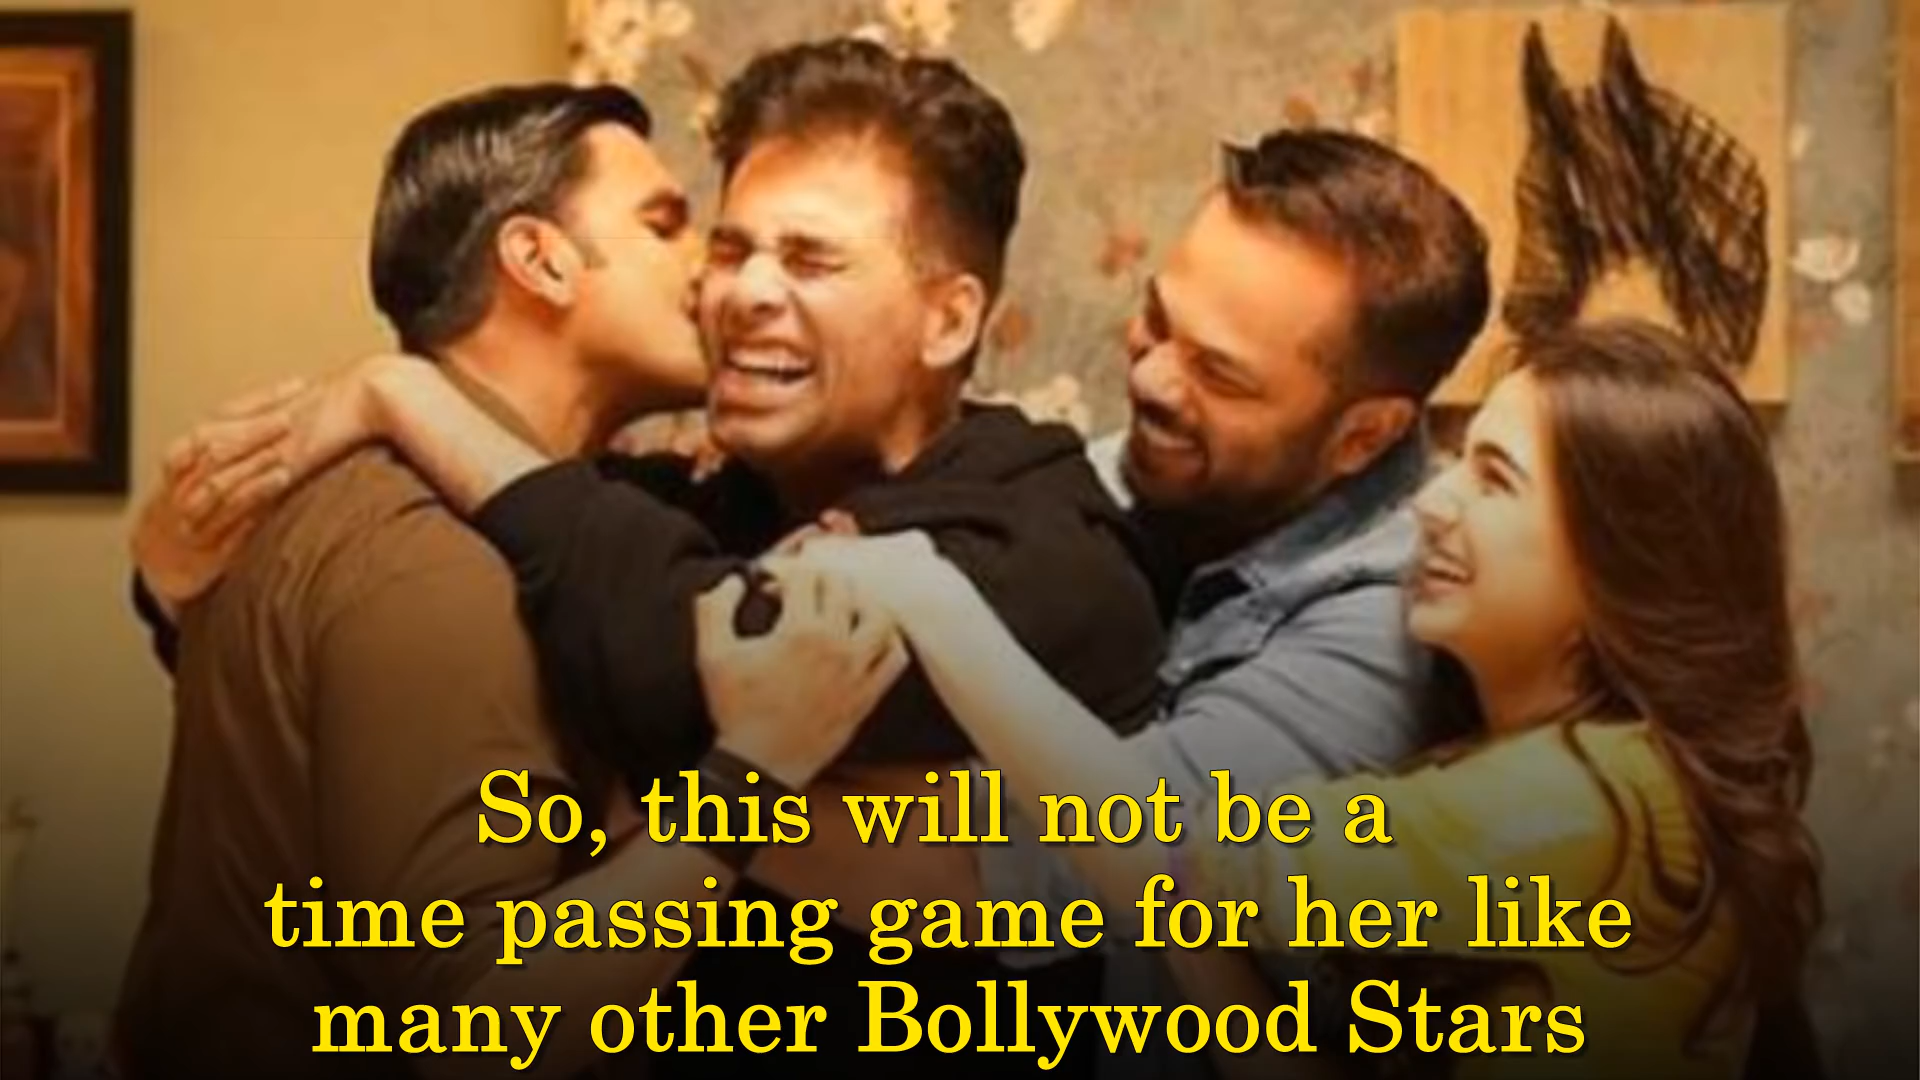 So, this will not be a
time passing game for her like
many other Bollywood Stars